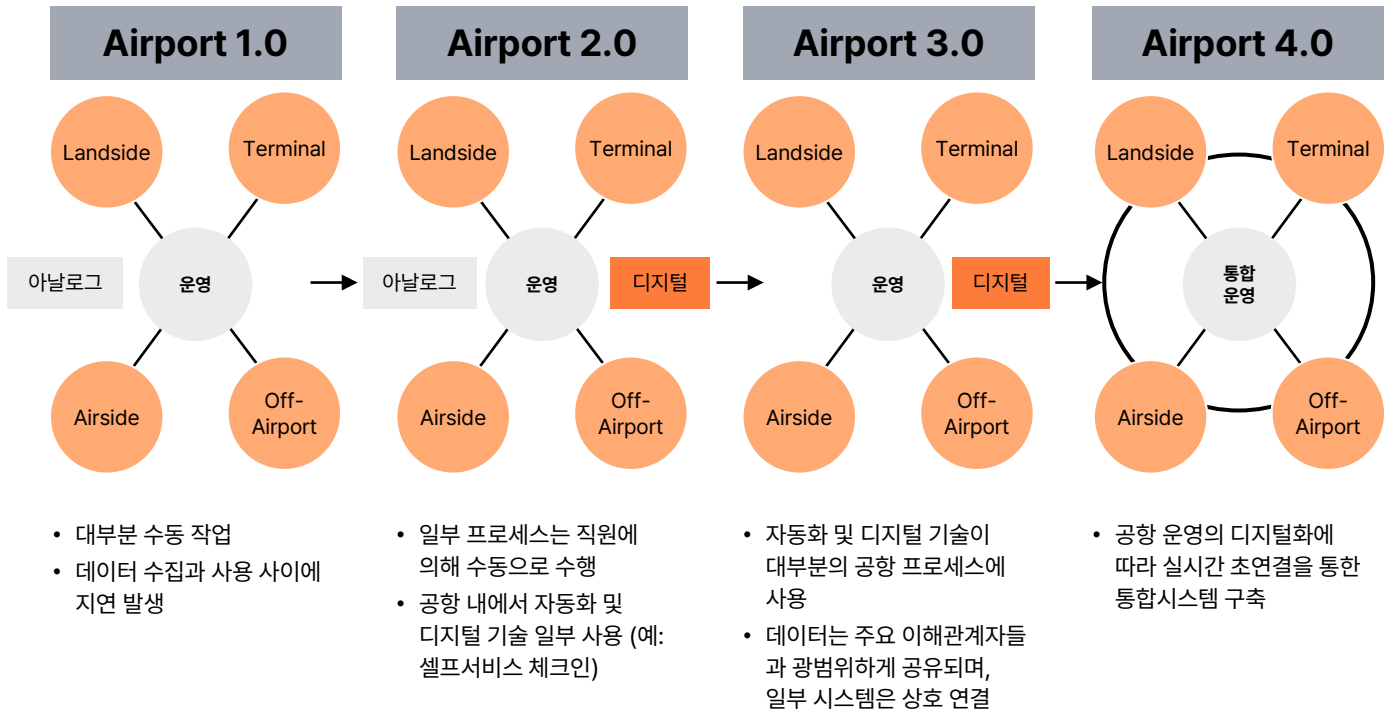 Airport 1.0
Landside
Terminal
아날로그
운영
Airside
Off-
Airport
• 대부분 수동 작업
• 데이터 수집과 사용 사이에
지연 발생
Airport 2.0
Landside
Terminal
아날로그
운영
디지털
Airside
Off-
Airport
• 일부 프로세스는 직원에
의해 수동으로 수행
• 공항 내에서 자동화 및
디지털 기술 일부 사용 (예:
셀프서비스 체크인)
Airport 3.0
Landside
Terminal
운영
디지털
Airside
Off-
Airport
• 자동화 및 디지털 기술이
대부분의 공항 프로세스에
사용
• 데이터는 주요 이해관계자들
과 광범위하게 공유되며,
일부 시스템은 상호 연결
Airport 4.0
Landside
Terminal
통합
운영
Airside
Off-
Airport
• 공항 운영의 디지털화에
따라 실시간 초연결을 통한
통합시스템 구축